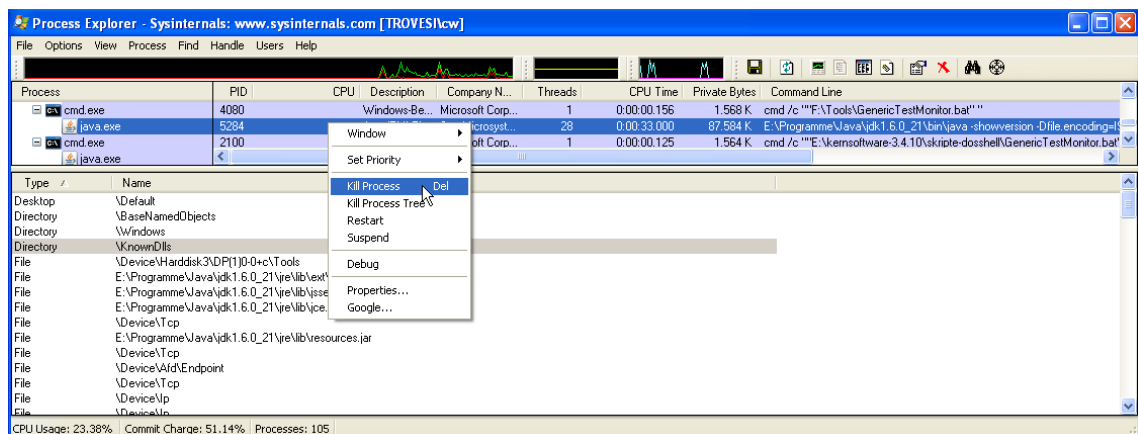 Process Explorer - Sysinternals: www.sysinternals.com [TROVESI\cw]
File Options View Process Find Handle Users Help
Process PID CPU Description Company N... Threads CPU Time Private Bytes Command Line
cmd.exe 4080 Windows-Be... Microsoft Corp... 1 0:00:00.156 1.568 K cmd /c ""F:\Tools\GenericTestMonitor.bat" "
java.exe 5284 icrosyst... 28 0:00:33.000 87.584 K E:\Programme\Java\jdk1.6.0_21\bin\java -showversion -Dfile.encoding=IS
cmd.exe 2100 oft Corp... 1 0:00:00.125 1.564 K cmd /c ""E:\kernsoftware-3.4.10\skripte-dosshell\GenericTestMonitor.bat"
java.exe
Window
Set Priority
Kill Process Del
Kill Process Tree
Restart
Suspend
Debug
Properties...
Google...
Type Name
Desktop \Default
Directory \BaseNamedObjects
Directory \Windows
Directory \KnownDlls
File \Device\Harddisk3\DP(1)0-0+c\Tools
File E:\Programme\Java\jdk1.6.0_21\jre\lib\ext\
File E:\Programme\Java\jdk1.6.0_21\jre\lib\jsse
File E:\Programme\Java\jdk1.6.0_21\jre\lib\jce.
File \Device\Tcp
File E:\Programme\Java\jdk1.6.0_21\jre\lib\resources.jar
File \Device\Tcp
File \Device\Afd\Endpoint
File \Device\Tcp
File \Device\Ip
File \Device\Ip
CPU Usage: 23.38% Commit Charge: 51.14% Processes: 105